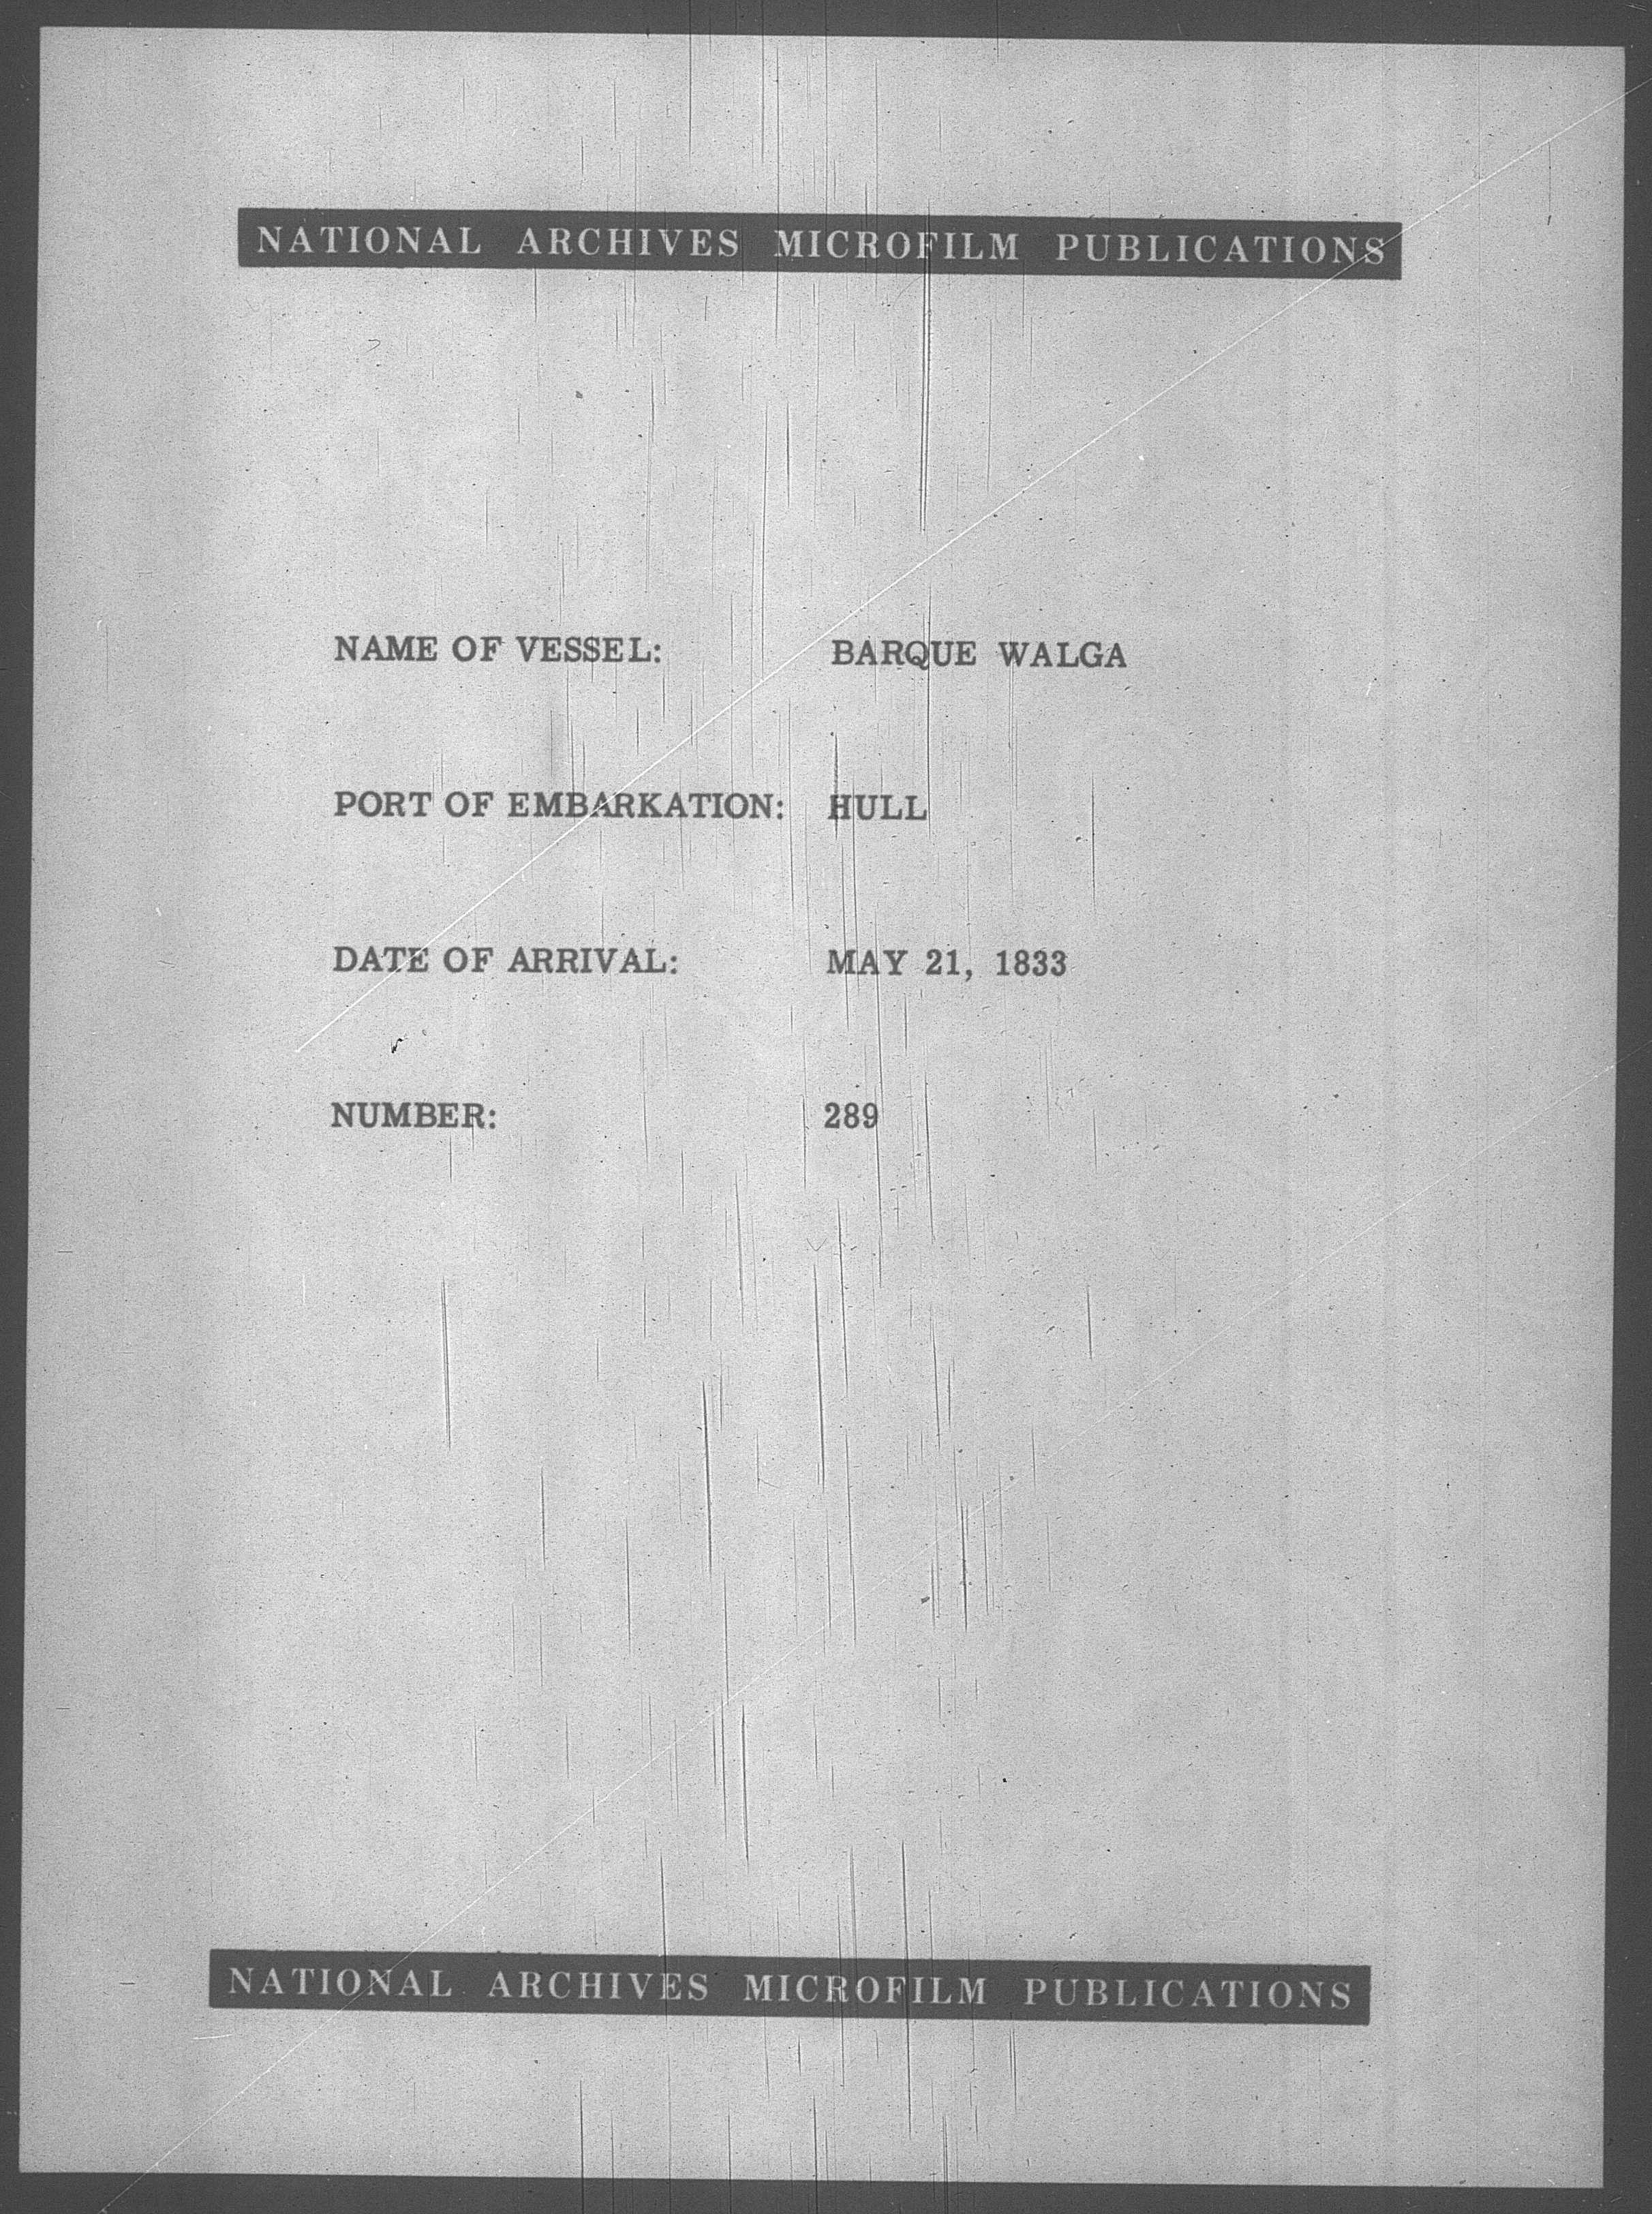 NATIONAL ARCHIVES MICROFILM PUBLICATIONS
NAME OF VESSEL: BARQUE WALGA
PORT OF EMBARKATION: HULL
DATE OF ARRIVAL: MAY 21, 1833
NUMBER: 289
NATIONAL ARCHIVES MICROFILM PUBLICATIONS